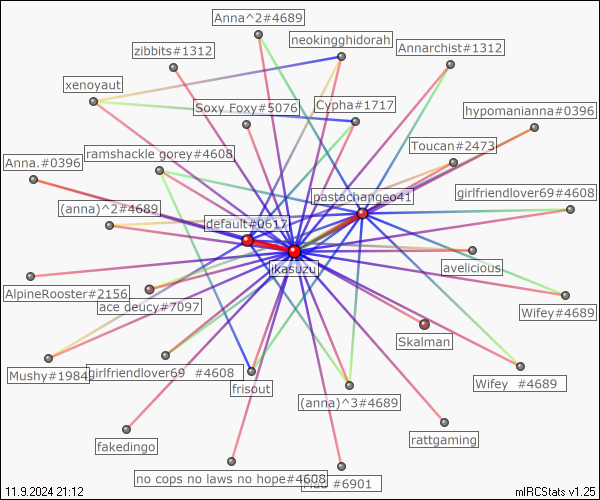 Anna^2#4689
neokingghidorah
Annarchist#1312
zibbits#1312
xenoyaut
Soxy Foxy#5076
Cypha#1717
hypomanianna#0396
Toucan#2473
ramshackle gorey#4608
Anna.#0396
pastachangeo41
girlfriendlover69#4608
(anna)^2#4689
default#0617
ikasuzu
avelicious
AlpineRooster#2156
ace deucy#7097
Wifey#4689
Skalman
Mushy#1984
girlfriendlover69 #4608
frisout
Wifey #4689
(anna)^3#4689
rattgaming
fakedingo
no cops no laws no hope#4608
#6901
11.9.2024 21:12
mIRCStats v1.25